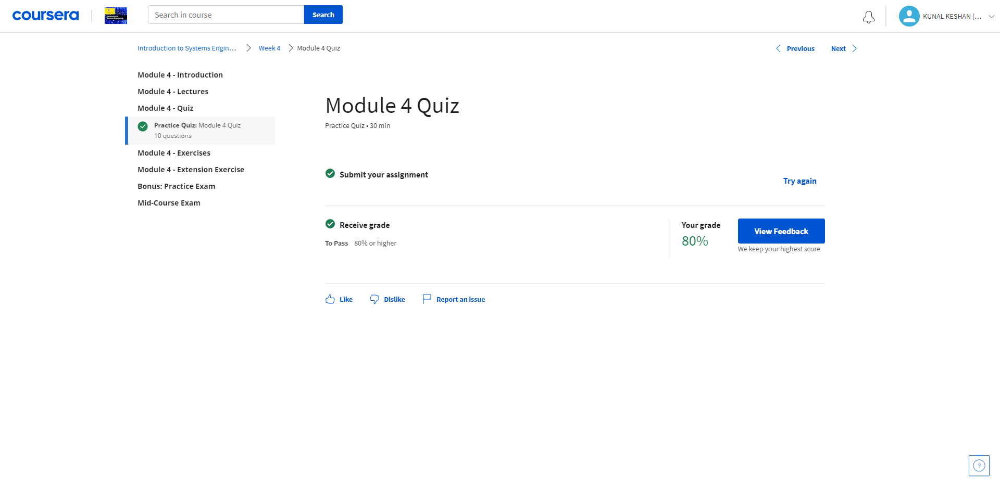 coursera
Search in course
Search
KUNAL KESHAN (...
Introduction to Systems Engin...
Week 4
Module 4 Quiz
Previous
Next
Module 4 - Introduction
Module 4 - Lectures
Module 4 - Quiz
Practice Quiz: Module 4 Quiz
10 questions
Module 4 - Exercises
Module 4 - Extension Exercise
Bonus: Practice Exam
Mid-Course Exam
Module 4 Quiz
Practice Quiz • 30 min
Submit your assignment
Try again
Receive grade
To Pass 80% or higher
Your grade
80%
View Feedback
We keep your highest score
Like
Dislike
Report an issue
?